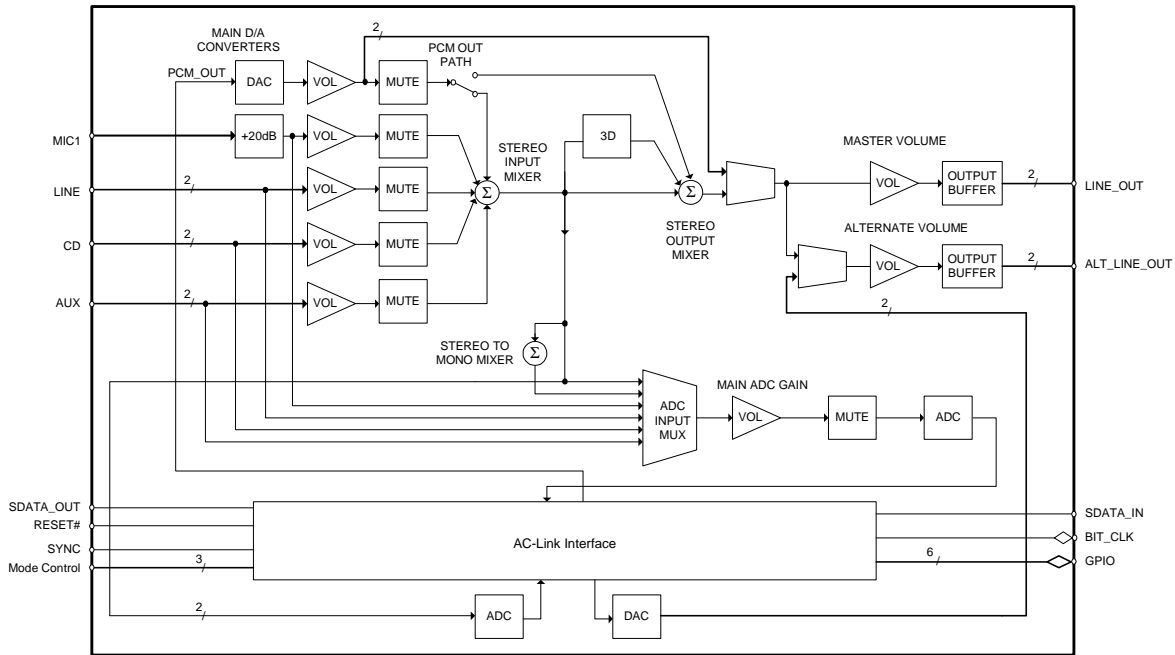 MAIN D/A
CONVERTERS
2
PCM OUT
PATH
PCM_OUT
DAC
VOL
MUTE
MIC1
+20dB
VOL
MUTE
STEREO
INPUT
MIXER
3D
MASTER VOLUME
LINE
2
VOL
MUTE
Σ
Σ
VOL
OUTPUT
BUFFER
2
LINE_OUT
STEREO
OUTPUT
MIXER
ALTERNATE VOLUME
CD
2
VOL
MUTE
VOL
OUTPUT
BUFFER
2
ALT_LINE_OUT
AUX
2
VOL
MUTE
2
STEREO TO
MONO MIXER
Σ
MAIN ADC GAIN
ADC
INPUT
MUX
VOL
MUTE
ADC
SDATA_OUT
RESET#
SYNC
Mode Control
3
AC-Link Interface
6
SDATA_IN
BIT_CLK
GPIO
2
ADC
DAC